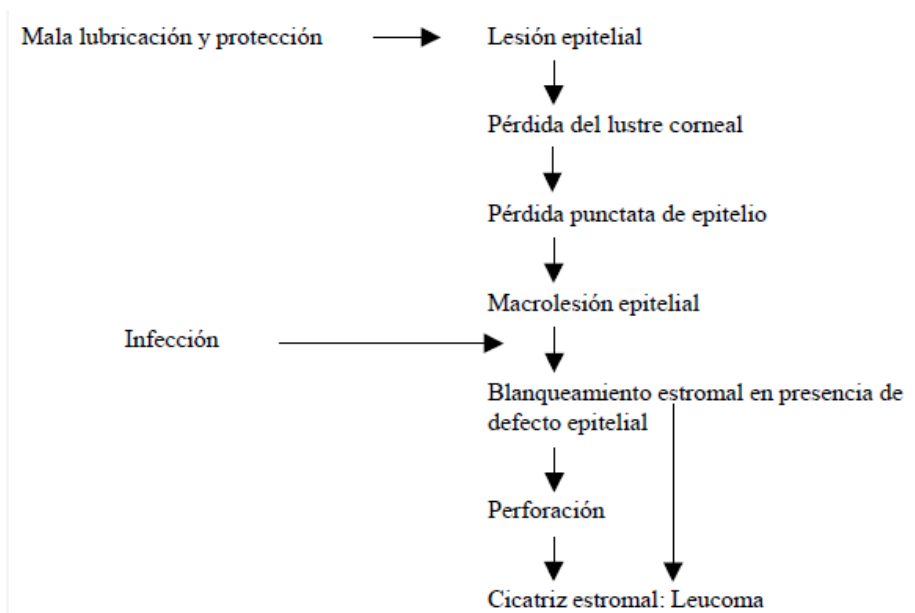 Mala lubricación y protección
Lesión epitelial
Pérdida del lustre corneal
Pérdida punctata de epitelio
Macrolesión epitelial
Infección
Blanqueamiento estromal en presencia de
defecto epitelial
Perforación
Cicatriz estromal: Leucoma